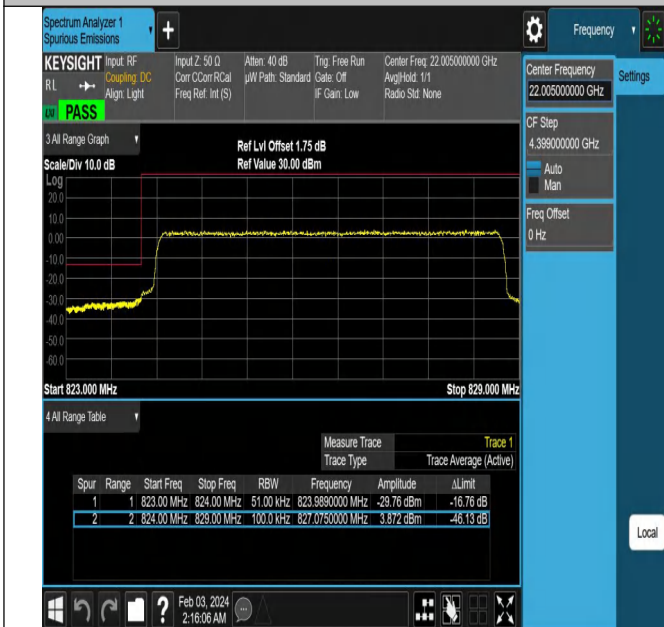 Spectrum Analyzer 1
Spurious Emissions
Frequency
KEYSIGHT
RL
PASS
Input: RF
Coupling: DC
Align: Light
Input Z: 50 Ω
Corr CCorr RCal
Freq Ref: Int (S)
Atten: 40 dB
µW Path: Standard
Trig: Free Run
Gate: Off
IF Gain: Low
Center Freq: 22.005000000 GHz
Avg|Hold: 1/1
Radio Std: None
Center Frequency
22.005000000 GHz
Settings
CF Step
4.399000000 GHz
Auto
Man
Freq Offset
0 Hz
3 All Range Graph
Scale/Div 10.0 dB
Ref Lvl Offset 1.75 dB
Ref Value 30.00 dBm
Log
20.0
10.0
0.00
-10.0
-20.0
-30.0
-40.0
-50.0
-60.0
Start 823.000 MHz
Stop 829.000 MHz
4 All Range Table
Measure Trace Trace 1
Trace Type Trace Average (Active)
Spur Range Start Freq Stop Freq RBW Frequency Amplitude ΔLimit
1 1 823.00 MHz 824.00 MHz 51.00 kHz 823.9890000 MHz -29.76 dBm -16.76 dB
2 2 824.00 MHz 829.00 MHz 100.0 kHz 827.0750000 MHz 3.872 dBm -46.13 dB
Local
?
Feb 03, 2024
2:16:06 AM